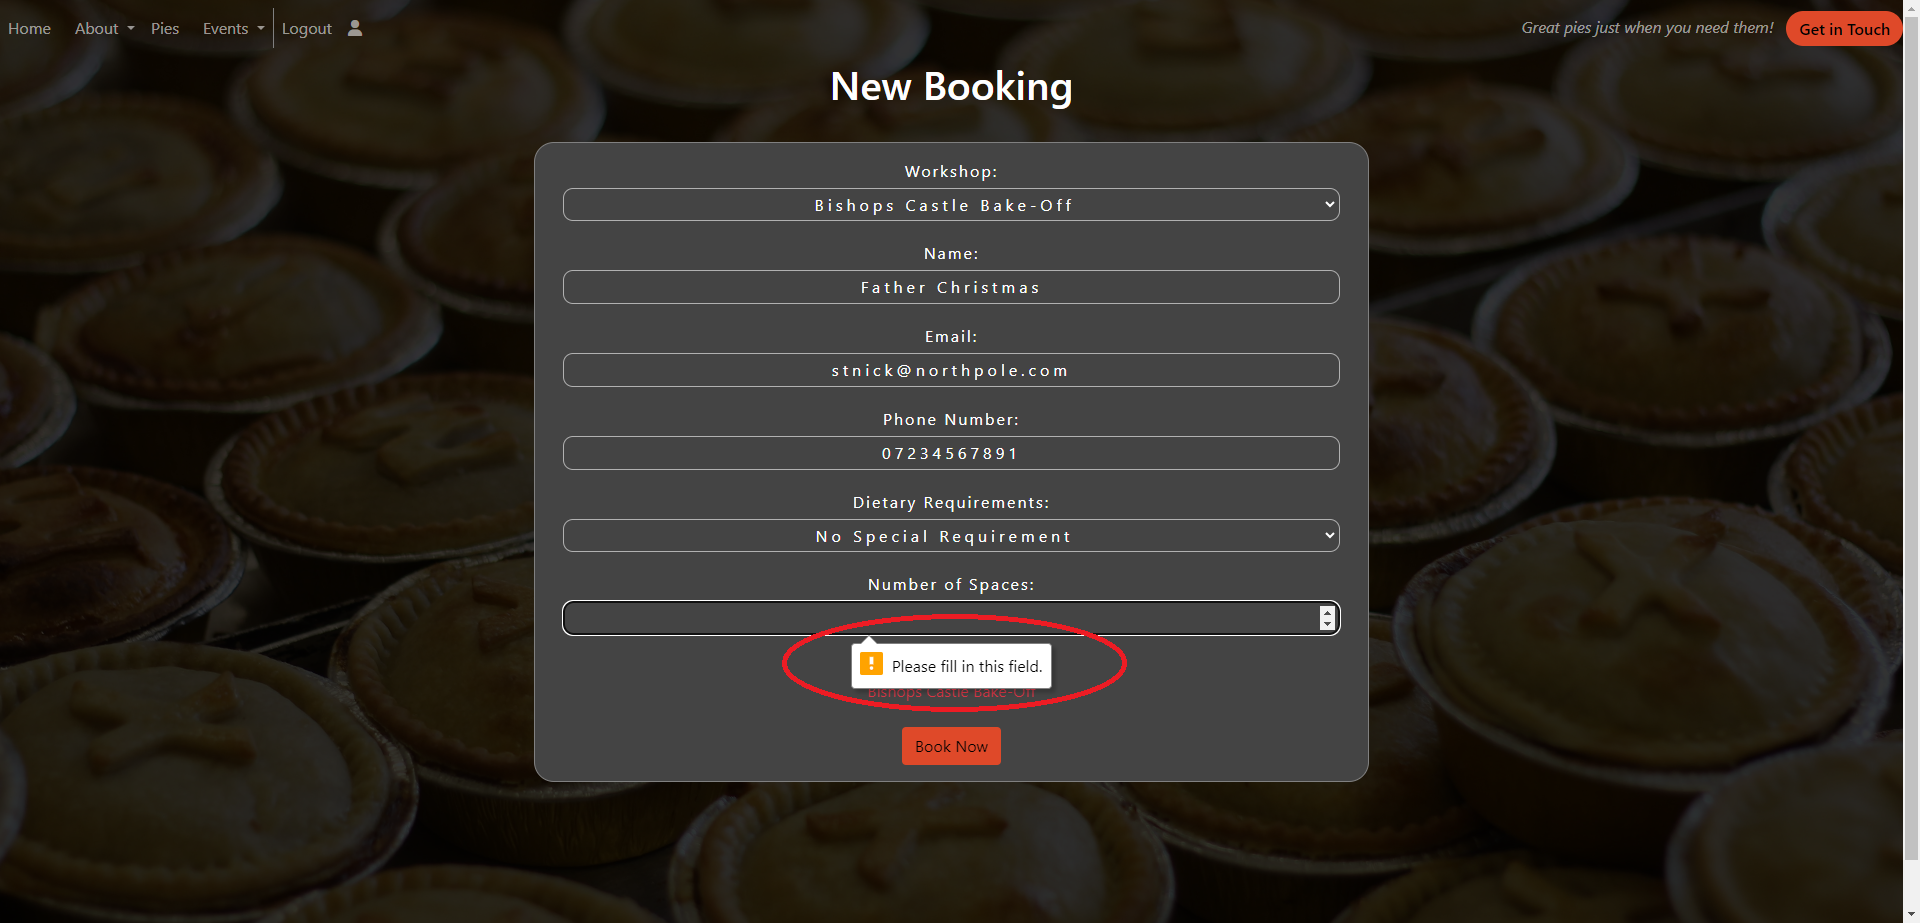 Home About Pies Events Logout Great pies just when you need them! Get in Touch
New Booking
Workshop:
Bishops Castle Bake-Off
Name:
Father Christmas
Email:
stnick@northpole.com
Phone Number:
07234567891
Dietary Requirements:
No Special Requirement
Number of Spaces:
Please fill in this field.
Bishops Castle Bake-Off
Book Now